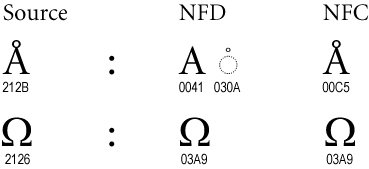 Source NFD NFC
Å : A ◌̊ Å
212B 0041 030A 00C5
Ω : Ω Ω
2126 03A9 03A9